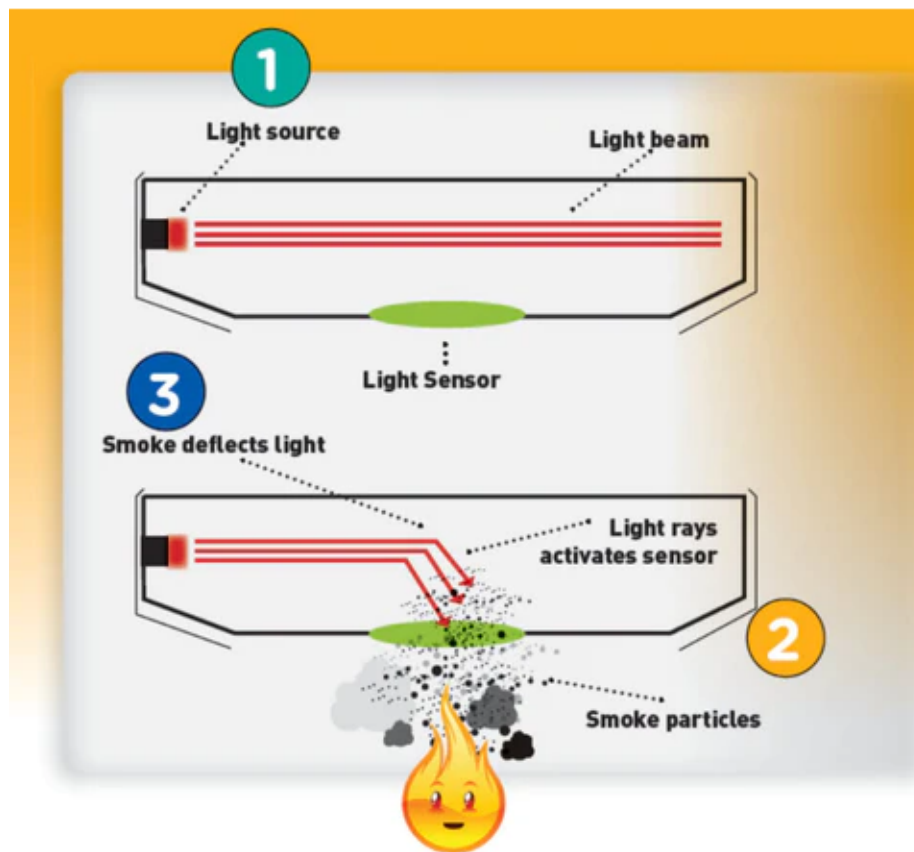 1
Light source
Light beam
Light Sensor
3
Smoke deflects light
Light rays
activates sensor
2
Smoke particles